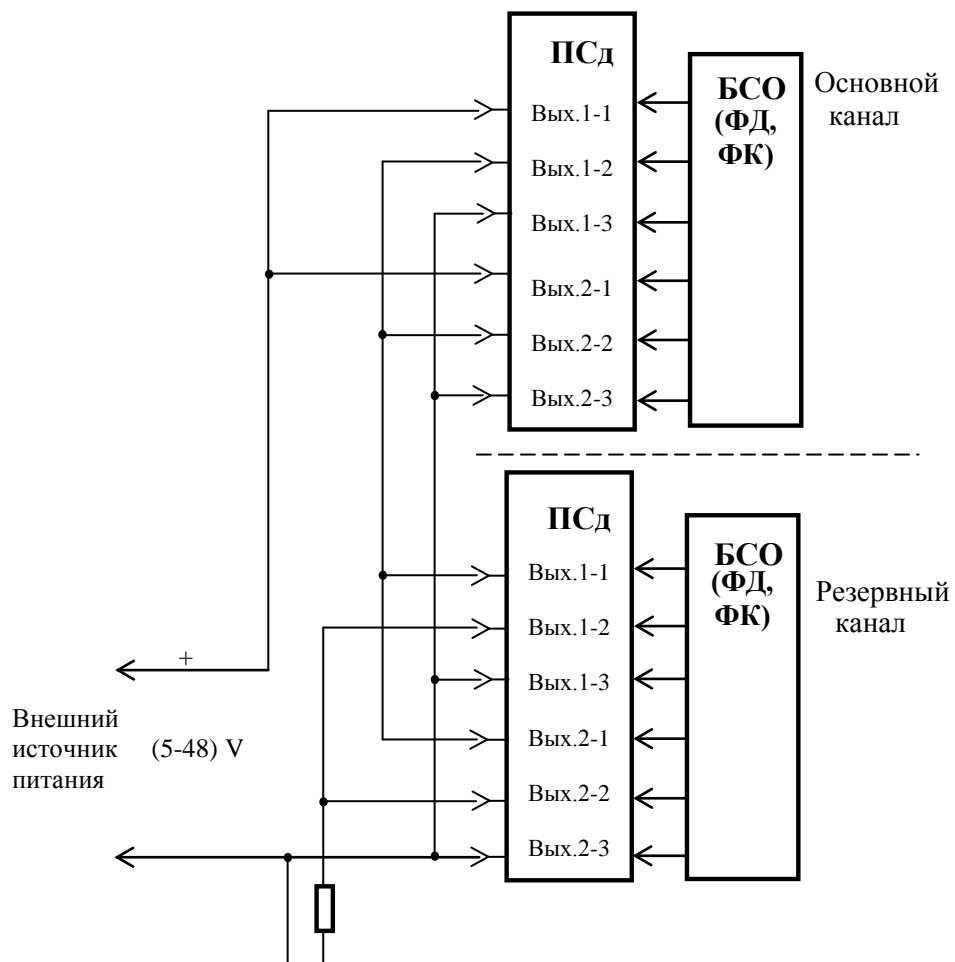 ПСд
Вых.1-1
Вых.1-2
Вых.1-3
Вых.2-1
Вых.2-2
Вых.2-3
БСО
(ФД,
ФК)
Основной
канал
ПСд
Вых.1-1
Вых.1-2
Вых.1-3
Вых.2-1
Вых.2-2
Вых.2-3
БСО
(ФД,
ФК)
Резервный
канал
+
Внешний
источник (5-48) V
питания